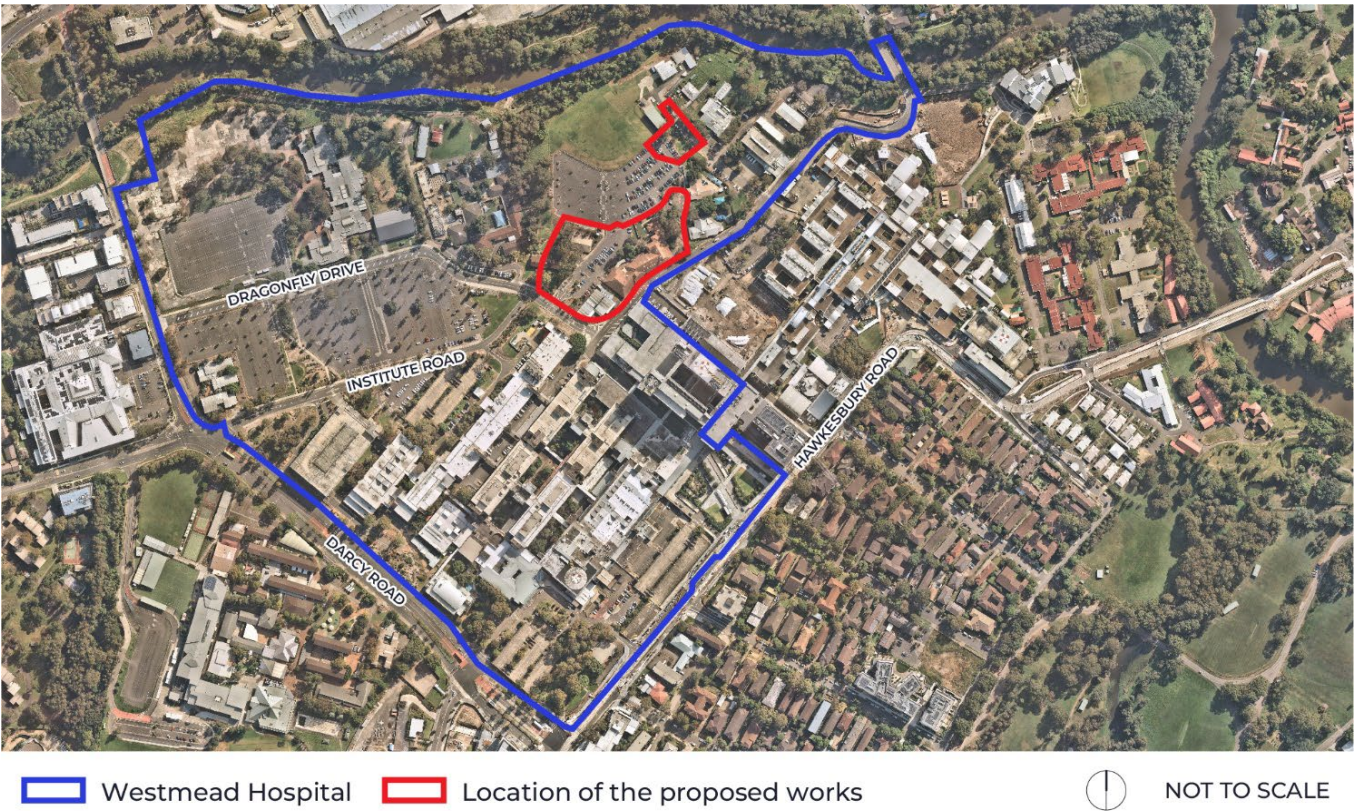 DRAGONFLY DRIVE
INSTITUTE ROAD
HAWKESBURY ROAD
DARCY ROAD
Westmead Hospital
Location of the proposed works
NOT TO SCALE